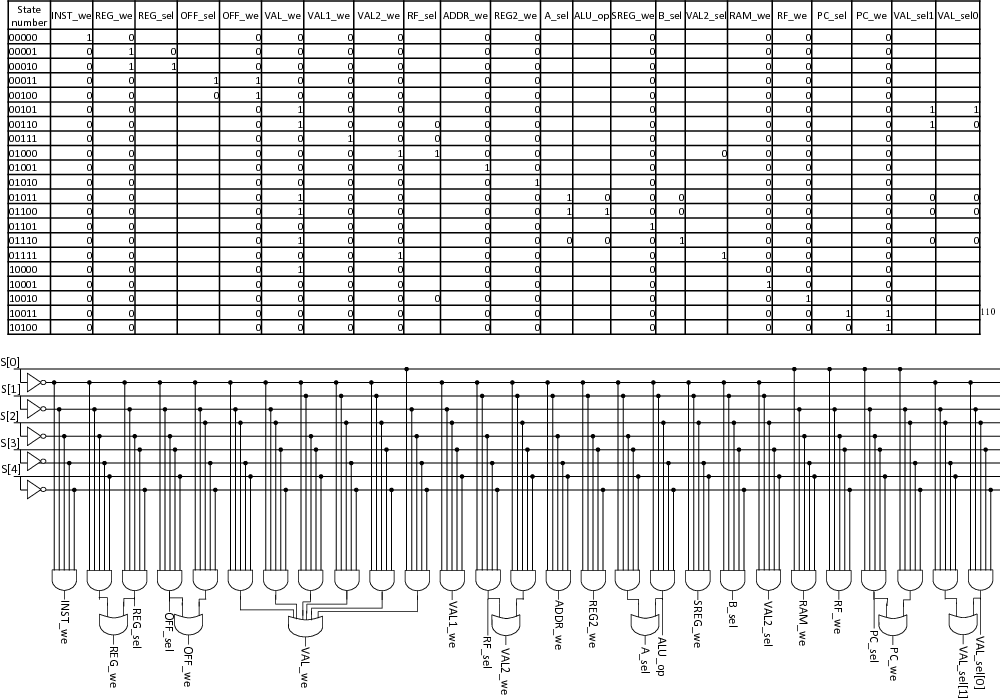 State number INST_we REG_we REG_sel OFF_sel OFF_we VAL_we VAL1_we VAL2_we RF_sel ADDR_we REG2_we A_sel ALU_op SREG_we B_sel VAL2_sel RAM_we RF_we PC_sel PC_we VAL_sel1 VAL_sel0
00000 1 0 0 0 0 0 0 0 0 0 0 0
00001 0 1 0 0 0 0 0 0 0 0 0 0 0
00010 0 1 1 0 0 0 0 0 0 0 0 0 0
00011 0 0 1 1 0 0 0 0 0 0 0 0 0
00100 0 0 0 1 0 0 0 0 0 0 0 0 0
00101 0 0 0 1 0 0 0 0 0 0 0 0 1 1
00110 0 0 0 1 0 0 0 0 0 0 0 0 0 1 0
00111 0 0 0 0 1 0 0 0 0 0 0 0 0
01000 0 0 0 0 0 1 1 0 0 0 0 0 0 0
01001 0 0 0 0 0 0 1 0 0 0 0 0
01010 0 0 0 0 0 0 0 1 0 0 0 0
01011 0 0 0 1 0 0 0 0 1 0 0 0 0 0 0 0 0
01100 0 0 0 1 0 0 0 0 1 1 0 0 0 0 0 0 0
01101 0 0 0 0 0 0 0 0 1 0 0 0
01110 0 0 0 1 0 0 0 0 0 0 0 1 0 0 0 0 0
01111 0 0 0 0 0 1 0 0 0 1 0 0 0
10000 0 0 0 1 0 0 0 0 0 0 0 0
10001 0 0 0 0 0 0 0 0 0 1 0 0
10010 0 0 0 0 0 0 0 0 0 0 0 1 0
10011 0 0 0 0 0 0 0 0 0 0 0 1 1
110
10100 0 0 0 0 0 0 0 0 0 0 0 0 1
S[0]
S[1]
S[2]
S[3]
S[4]
INST_we
REG_we
REG_sel
OFF_sel
OFF_we
VAL_we
VAL1_we
RF_sel
VAL2_we
ADDR_we
REG2_we
A_sel
ALU_op
SREG_we
B_sel
VAL2_sel
RAM_we
RF_we
PC_sel
PC_we
VAL_sel[1]
VAL_sel[0]